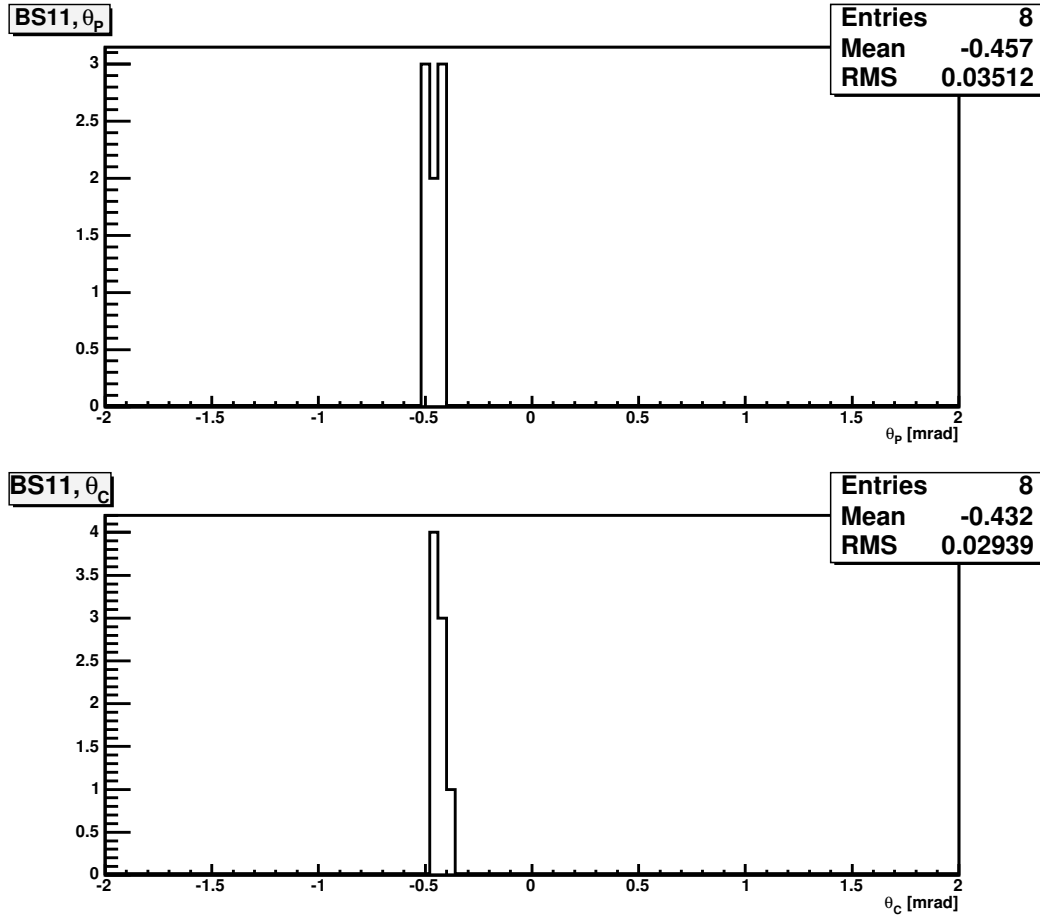 BS11, θP
Entries 8
Mean -0.457
RMS 0.03512
3
2.5
2
1.5
1
0.5
0
-2 -1.5 -1 -0.5 0 0.5 1 1.5 2
θP [mrad]
BS11, θC
Entries 8
Mean -0.432
RMS 0.02939
4
3.5
3
2.5
2
1.5
1
0.5
0
-2 -1.5 -1 -0.5 0 0.5 1 1.5 2
θC [mrad]